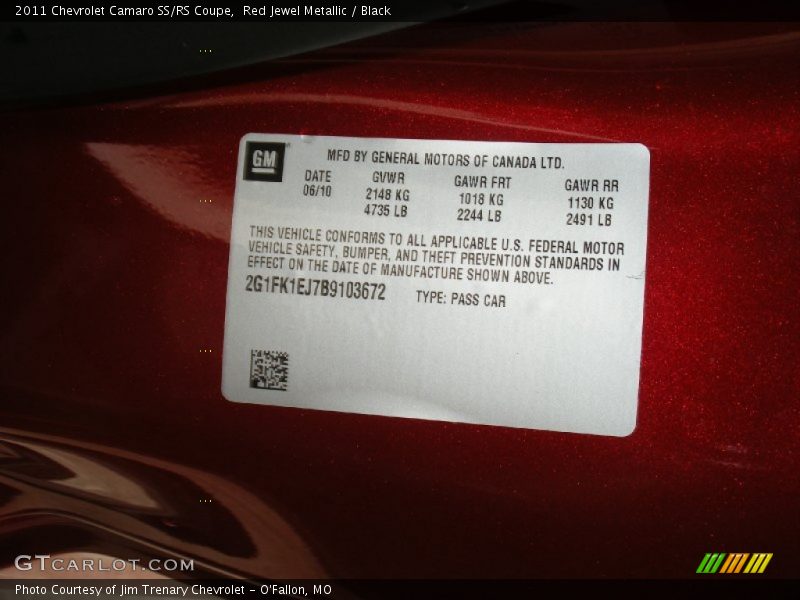 2011 Chevrolet Camaro SS/RS Coupe,  Red Jewel Metallic / Black
GM
MFD BY GENERAL MOTORS OF CANADA LTD.
DATE GVWR GAWR FRT GAWR RR
06/10 2148 KG 1018 KG 1130 KG
4735 LB 2244 LB 2491 LB
THIS VEHICLE CONFORMS TO ALL APPLICABLE U.S. FEDERAL MOTOR
VEHICLE SAFETY, BUMPER, AND THEFT PREVENTION STANDARDS IN
EFFECT ON THE DATE OF MANUFACTURE SHOWN ABOVE.
2G1FK1EJ7B9103672 TYPE: PASS CAR
GTCARLOT.COM
Photo Courtesy of Jim Trenary Chevrolet - O'Fallon, MO